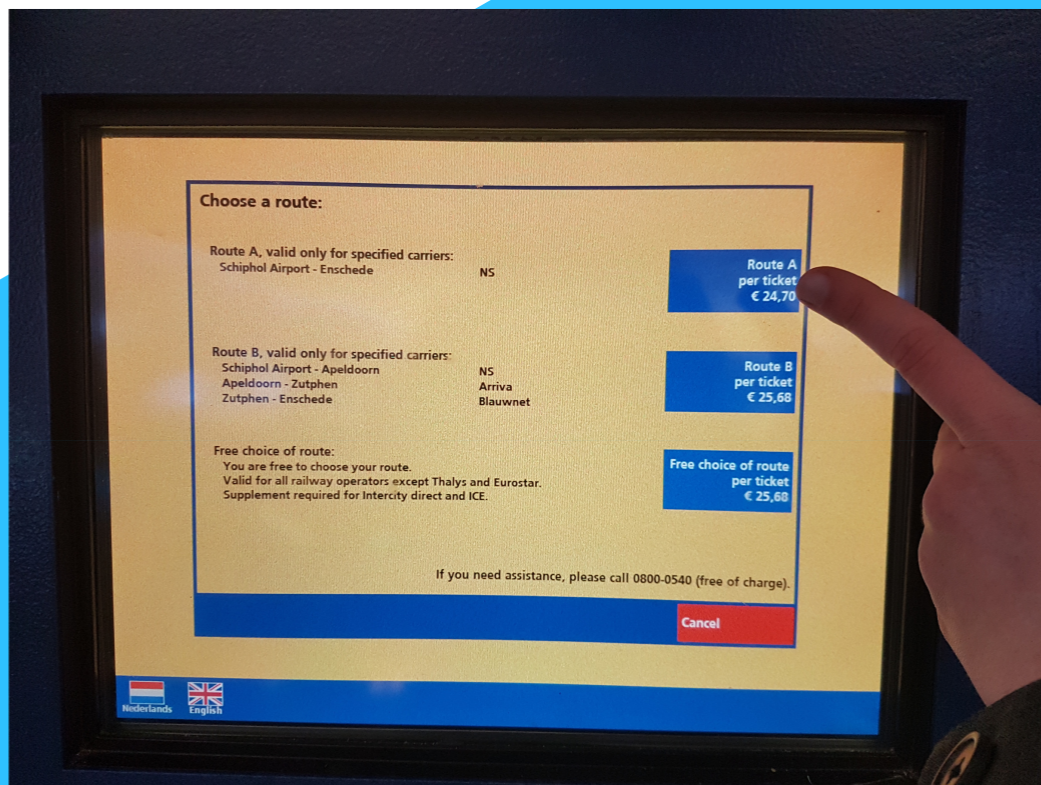 Choose a route:
Route A, valid only for specified carriers:
Schiphol Airport - Enschede NS
Route A
per ticket
€ 24,70
Route B, valid only for specified carriers:
Schiphol Airport - Apeldoorn NS
Apeldoorn - Zutphen Arriva
Zutphen - Enschede Blauwnet
Route B
per ticket
€ 25,68
Free choice of route:
You are free to choose your route.
Valid for all railway operators except Thalys and Eurostar.
Supplement required for Intercity direct and ICE.
Free choice of route
per ticket
€ 25,68
If you need assistance, please call 0800-0540 (free of charge).
Cancel
Nederlands English